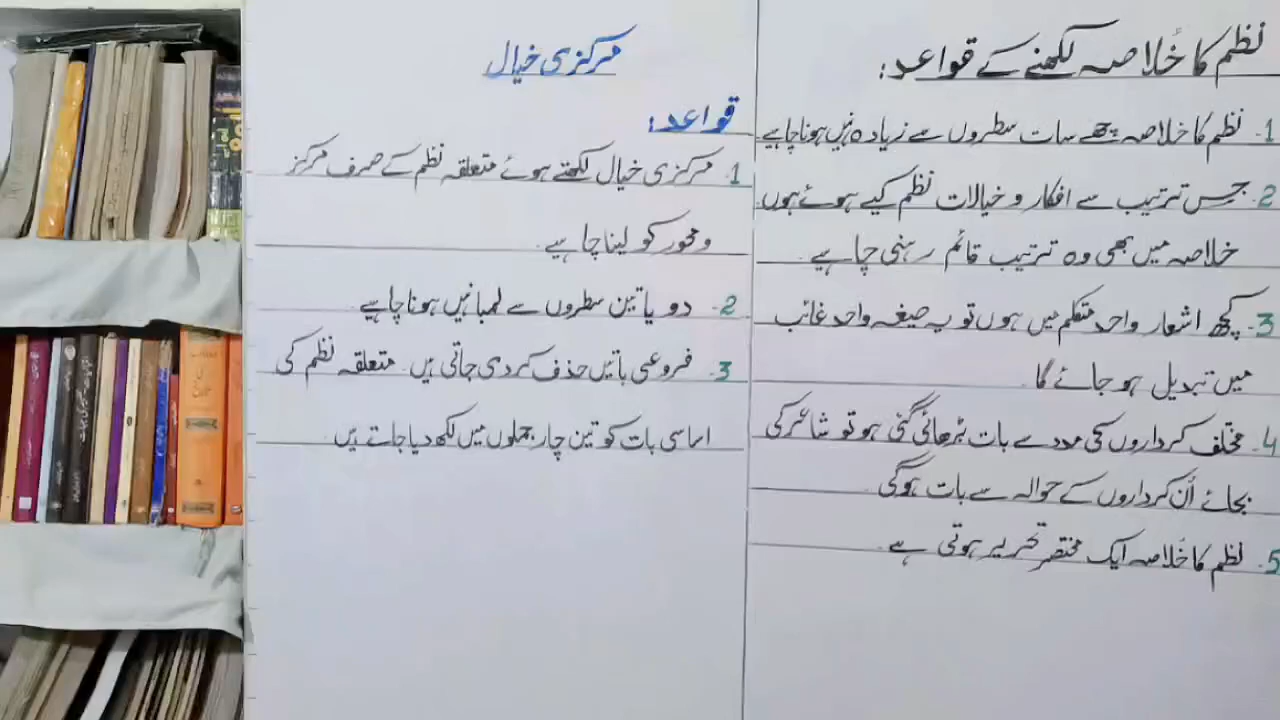 نظم کا خُلاصہ لکھنے کے قواعد:
1۔ نظم کا خلاصہ چھے سات سطروں سے زیادہ نہیں ہونا چاہیے
2۔ جس ترتیب سے افکار و خیالات نظم کیے ہوئے ہوں
خلاصہ میں بھی وہ ترتیب قائم رہنی چاہیے۔
3۔ کچھ اشعار واحد متکلم میں ہوں تو یہ صیغہ واحد غائب
میں تبدیل ہو جائے گا۔
4۔ مختلف کرداروں کی مدد سے بات بڑھائی گئی ہو تو شاعر کی
بجائے اُن کرداروں کے حوالہ سے بات ہوگی
5۔ نظم کا خُلاصہ ایک مختصر تحریر ہوتی ہے۔
مرکزی خیال
قواعد:
1۔ مرکزی خیال لکھتے ہوئے متعلقہ نظم کے صرف مرکز
و محور کو لینا چاہیے۔
2۔ دو یا تین سطروں سے لمبا نہیں ہونا چاہیے
3۔ فروعی باتیں حذف کر دی جاتی ہیں۔ متعلقہ نظم کی
اساسی بات کو تین چار جملوں میں لکھ دیا جاتے ہیں